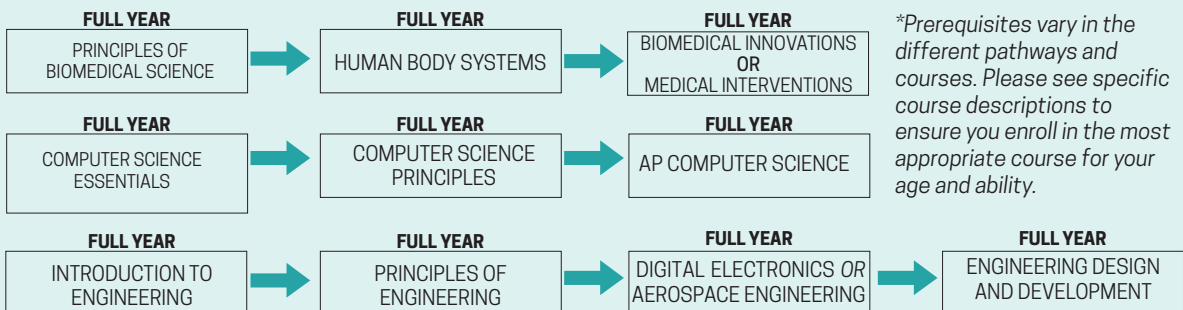 FULL YEAR
PRINCIPLES OF
BIOMEDICAL SCIENCE
FULL YEAR
HUMAN BODY SYSTEMS
FULL YEAR
BIOMEDICAL INNOVATIONS
OR
MEDICAL INTERVENTIONS
*Prerequisites vary in the
different pathways and
courses. Please see specific
course descriptions to
ensure you enroll in the most
appropriate course for your
age and ability.
FULL YEAR
COMPUTER SCIENCE
ESSENTIALS
FULL YEAR
COMPUTER SCIENCE
PRINCIPLES
FULL YEAR
AP COMPUTER SCIENCE
FULL YEAR
INTRODUCTION TO
ENGINEERING
FULL YEAR
PRINCIPLES OF
ENGINEERING
FULL YEAR
DIGITAL ELECTRONICS OR
AEROSPACE ENGINEERING
FULL YEAR
ENGINEERING DESIGN
AND DEVELOPMENT